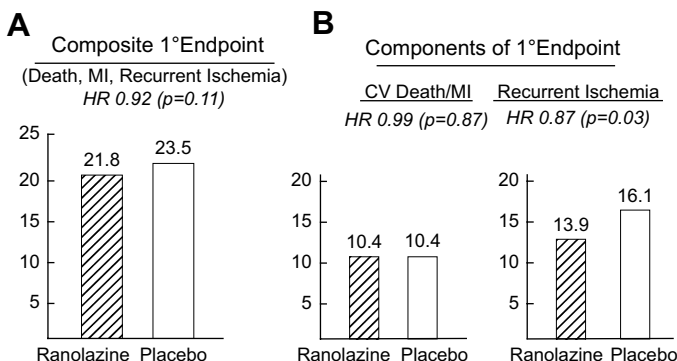 A
Composite 1°Endpoint
(Death, MI, Recurrent Ischemia)
HR 0.92 (p=0.11)
25
20
15
10
5
21.8
23.5
Ranolazine Placebo
B
Components of 1°Endpoint
CV Death/MI
HR 0.99 (p=0.87)
20
15
10
5
10.4
10.4
Ranolazine Placebo
Recurrent Ischemia
HR 0.87 (p=0.03)
20
15
10
5
13.9
16.1
Ranolazine Placebo